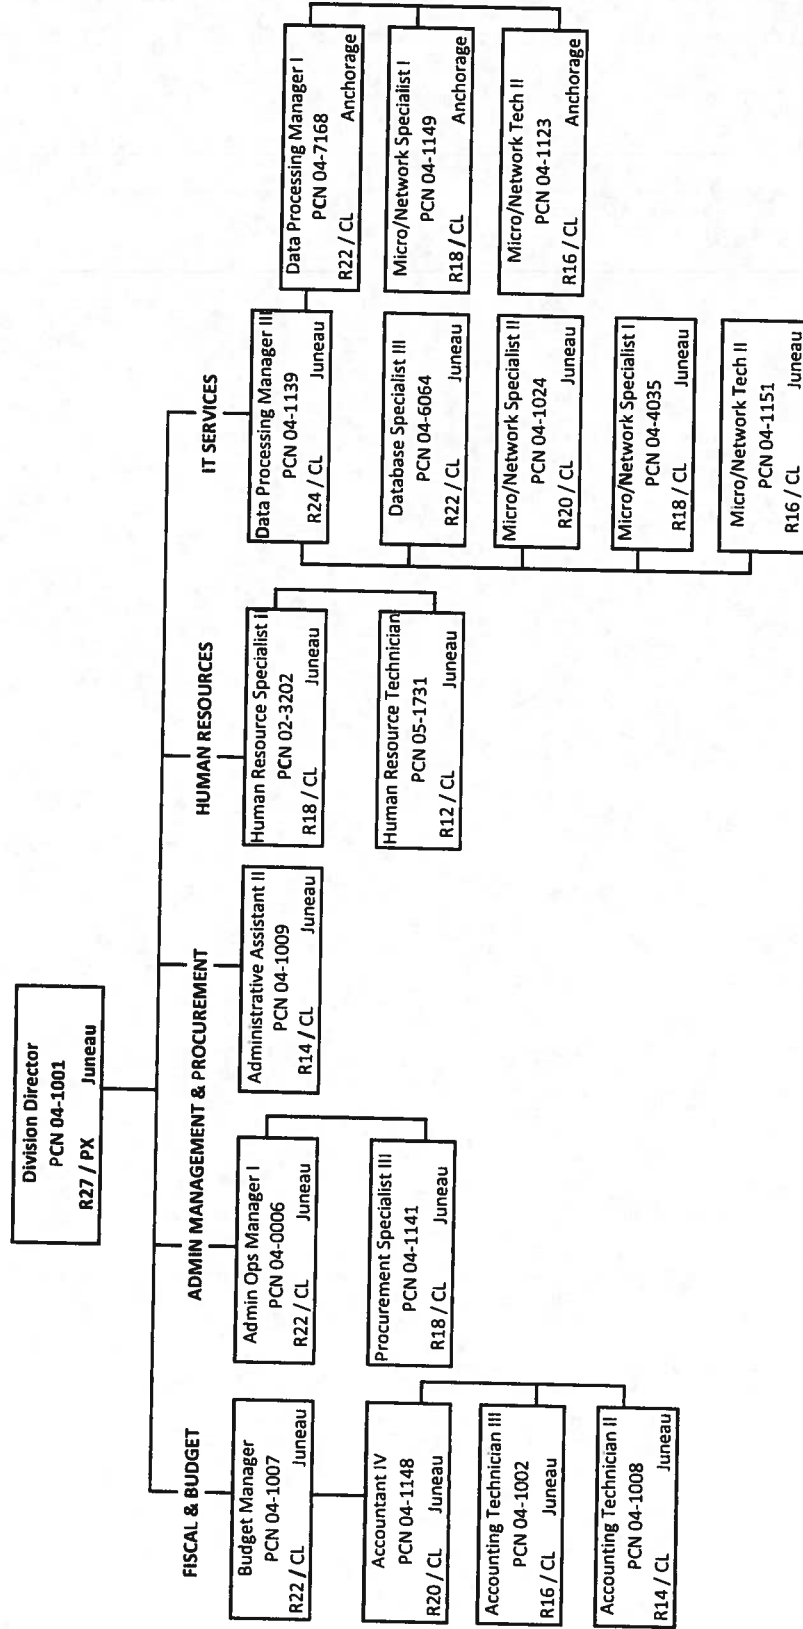 Division Director
PCN 04-1001
R27 / PX Juneau
FISCAL & BUDGET
Budget Manager
PCN 04-1007
R22 / CL Juneau
Accountant IV
PCN 04-1148
R20 / CL Juneau
Accounting Technician III
PCN 04-1002
R16 / CL Juneau
Accounting Technician II
PCN 04-1008
R14 / CL Juneau
ADMIN MANAGEMENT & PROCUREMENT
Admin Ops Manager I
PCN 04-0006
R22 / CL Juneau
Procurement Specialist III
PCN 04-1141
R18 / CL Juneau
Administrative Assistant II
PCN 04-1009
R14 / CL Juneau
HUMAN RESOURCES
Human Resource Specialist II
PCN 02-3202
R18 / CL Juneau
Human Resource Technician
PCN 05-1731
R12 / CL Juneau
IT SERVICES
Data Processing Manager III
PCN 04-1139
R24 / CL Juneau
Database Specialist III
PCN 04-6064
R22 / CL Juneau
Micro/Network Specialist II
PCN 04-1024
R20 / CL Juneau
Micro/Network Specialist I
PCN 04-4035
R18 / CL Juneau
Micro/Network Tech II
PCN 04-1151
R16 / CL Juneau
Data Processing Manager I
PCN 04-7168
R22 / CL Anchorage
Micro/Network Specialist I
PCN 04-1149
R18 / CL Anchorage
Micro/Network Tech II
PCN 04-1123
R16 / CL Anchorage